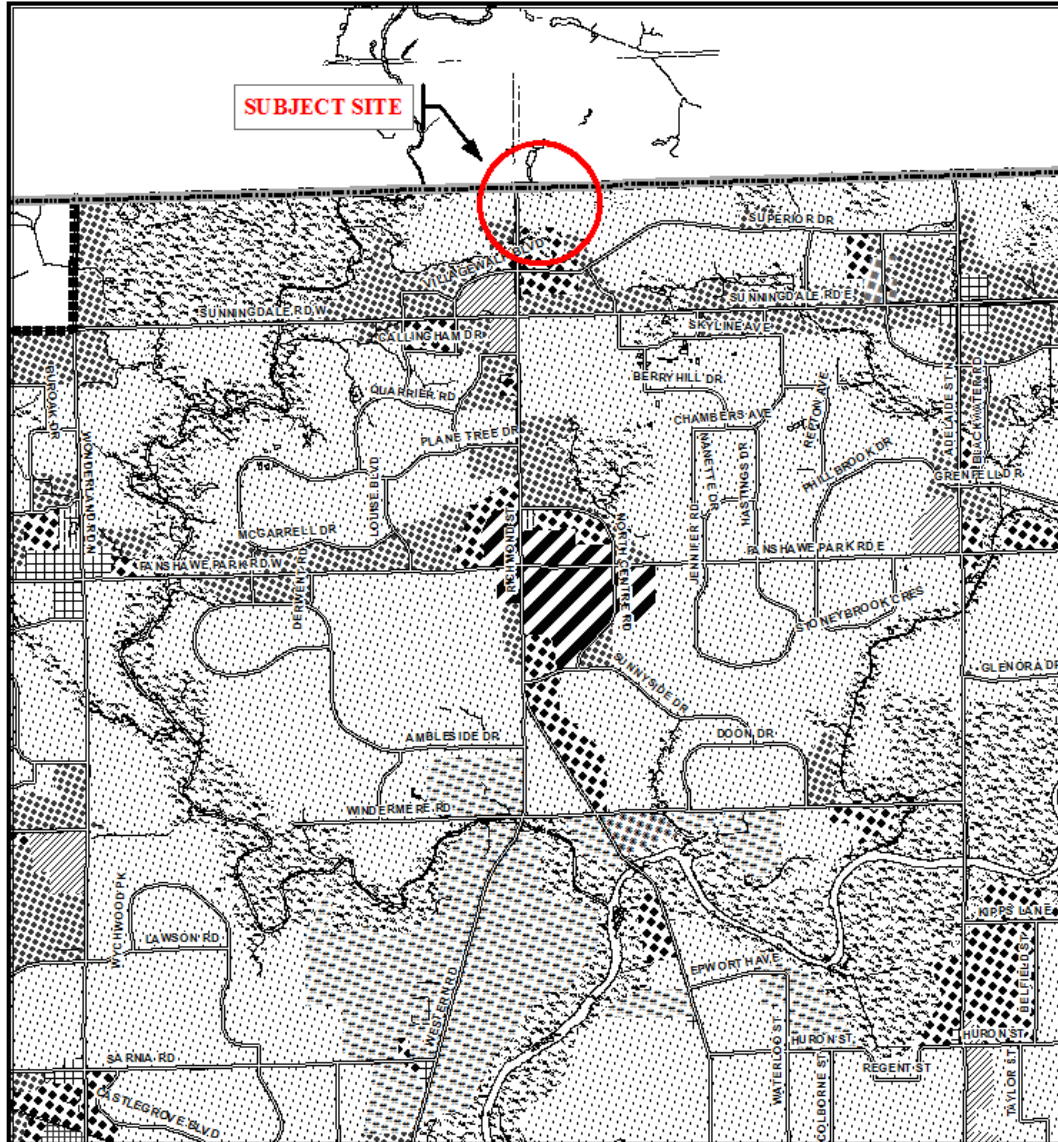 SUBJECT SITE
SUPERIOR DR
VILLAGEWALK BLVD
SUNNINGDALE RD W
SUNNINGDALE RD E
CALLINGHAM DR
SKYLINE AVE
BERRYHILL DR
BUROAK DR
QUARRIER RD
CHAMBERS AVE
REPTON AVE
ADELAIDE ST N
BLACKWATER RD
WONDERLAND RD N
PLANE TREE DR
LOUISE BLVD
NANETTE DR
HASTINGS DR
PHILLBROOK DR
GRENFELL DR
MCGARRELL DR
RICHMOND ST
NORTH CENTRE RD
JENNIFER RD
FANSHAWE PARK RD W
FANSHAWE PARK RD E
DERWENT RD
STONEYBROOK CRES
SUNNYSIDE DR
GLENORA DR
AMBLESIDE DR
DOON DR
WINDERMERE RD
WYCHWOOD PK
LAWSON RD
KIPPS LANE
BELFIELD ST
EPWORTH AVE
WESTERN RD
WATERLOO ST
HURON ST
HURON ST
COLBORNE ST
REGENT ST
TAYLOR ST
SARNIA RD
CASTLEGROVE BLVD